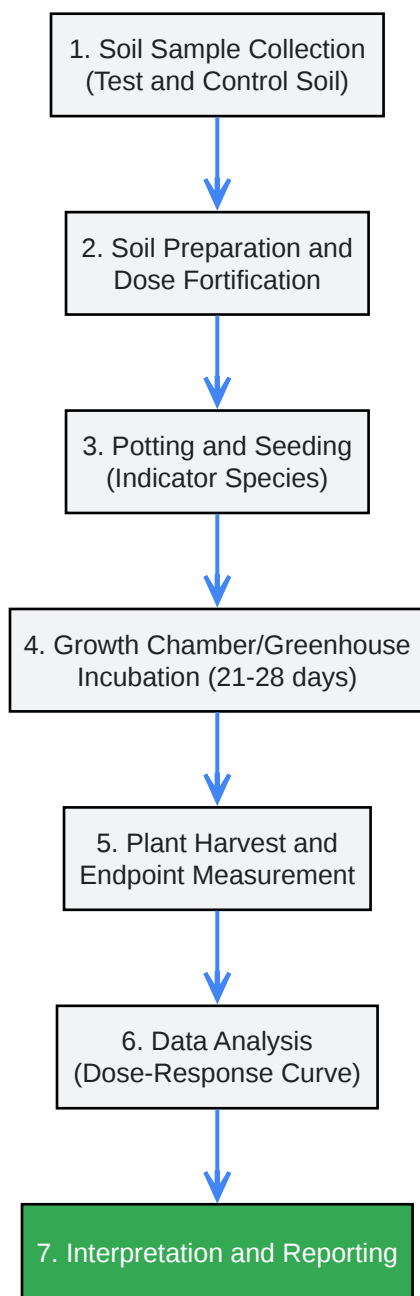 1. Soil Sample Collection
(Test and Control Soil)
2. Soil Preparation and
Dose Fortification
3. Potting and Seeding
(Indicator Species)
4. Growth Chamber/Greenhouse
Incubation (21-28 days)
5. Plant Harvest and
Endpoint Measurement
6. Data Analysis
(Dose-Response Curve)
7. Interpretation and Reporting